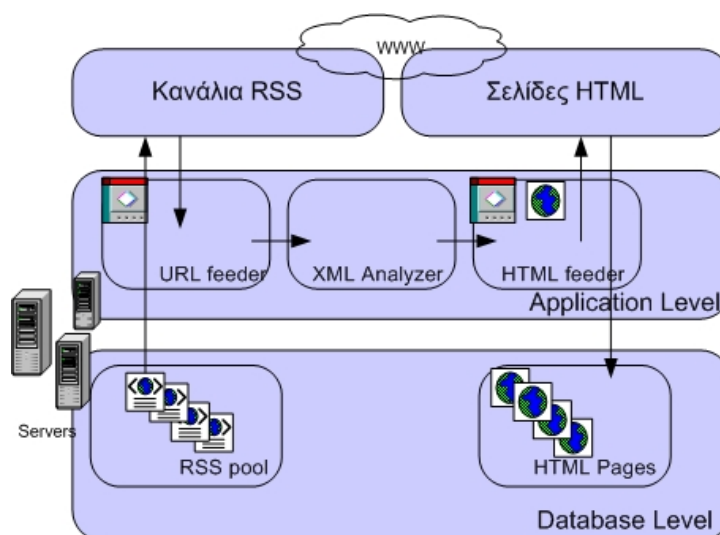 www
Κανάλια RSS
Σελίδες HTML
URL feeder
XML Analyzer
HTML feeder
Application Level
Servers
RSS pool
HTML Pages
Database Level